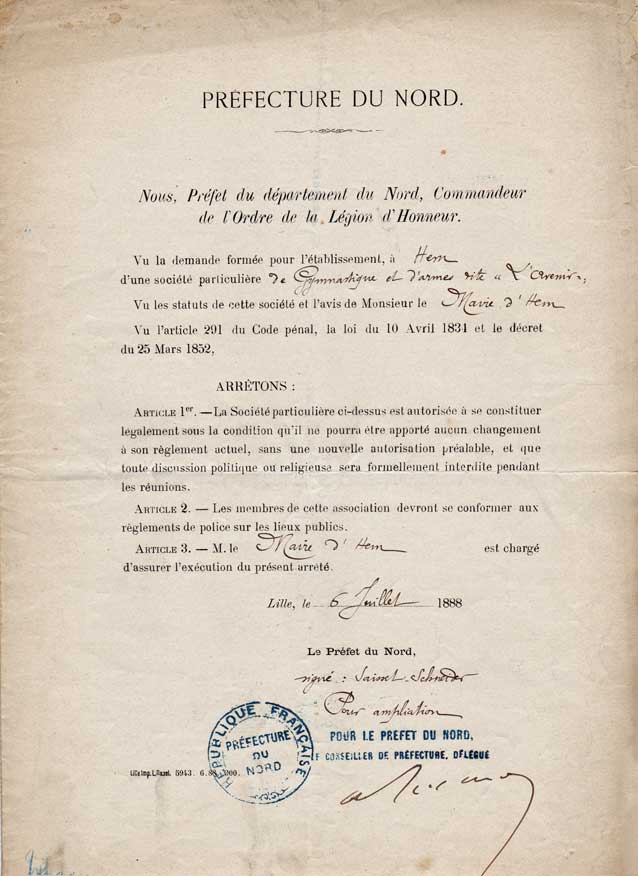 PRÉFECTURE DU NORD.
Nous, Préfet du département du Nord, Commandeur
de l'Ordre de la Légion d'Honneur.
Vu la demande formée pour l'établissement, à Hem
d'une société particulière de Gymnastique et d'armes dite « L'Avenir »,
Vu les statuts de cette société et l'avis de Monsieur le Maire d'Hem
Vu l'article 291 du Code pénal, la loi du 10 Avril 1834 et le décret
du 25 Mars 1852,
ARRÊTONS :
ARTICLE 1er. — La Société particulière ci-dessus est autorisée à se constituer
légalement sous la condition qu'il ne pourra être apporté aucun changement
à son règlement actuel, sans une nouvelle autorisation préalable, et que
toute discussion politique ou religieuse sera formellement interdite pendant
les réunions.
ARTICLE 2. — Les membres de cette association devront se conformer aux
règlements de police sur les lieux publics.
ARTICLE 3. — M. le Maire d'Hem est chargé
d'assurer l'exécution du présent arrêté.
Lille, le 6 Juillet 1888
Le Préfet du Nord,
signé : Saisset-Schneider
Pour ampliation
POUR LE PREFET DU NORD,
LE CONSEILLER DE PRÉFECTURE, DÉLÉGUÉ
REPUBLIQUE FRANÇAISE
PRÉFECTURE
DU
NORD
Lille Imp. L. Danel. 5943. 6.88.